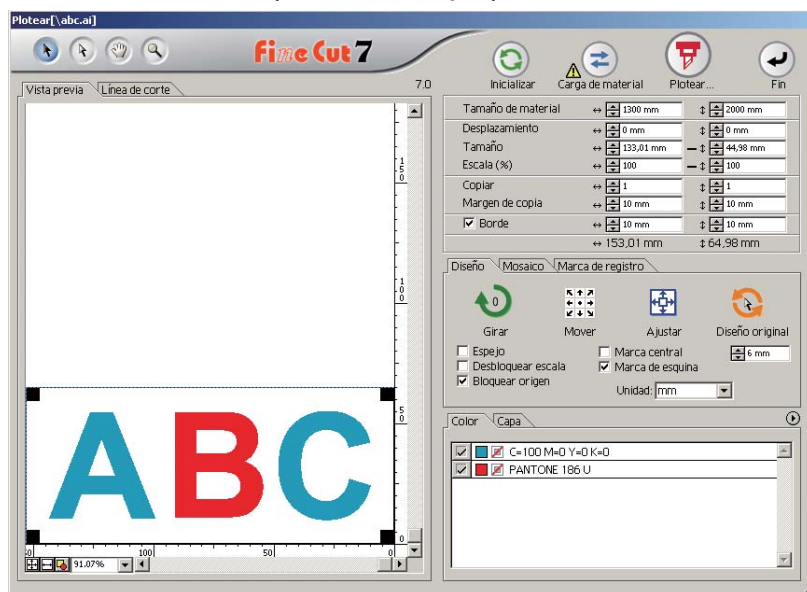 Plotear[\abc.ai]
Fine Cut 7
7.0
Inicializar
Carga de material
Plotear...
Fin
Vista previa
Línea de corte
Tamaño de material 1300 mm 2000 mm
Desplazamiento 0 mm 0 mm
Tamaño 133,01 mm 44,98 mm
Escala (%) 100 100
Copiar 1 1
Margen de copia 10 mm 10 mm
Borde 10 mm 10 mm
153,01 mm 64,98 mm
Diseño Mosaico Marca de registro
0
Girar Mover Ajustar Diseño original
Espejo Marca central 6 mm
Desbloquear escala Marca de esquina
Bloquear origen
Unidad: mm
Color Capa
C=100 M=0 Y=0 K=0
PANTONE 186 U
150
100
50
0
ABC
100 50 0
91.07%